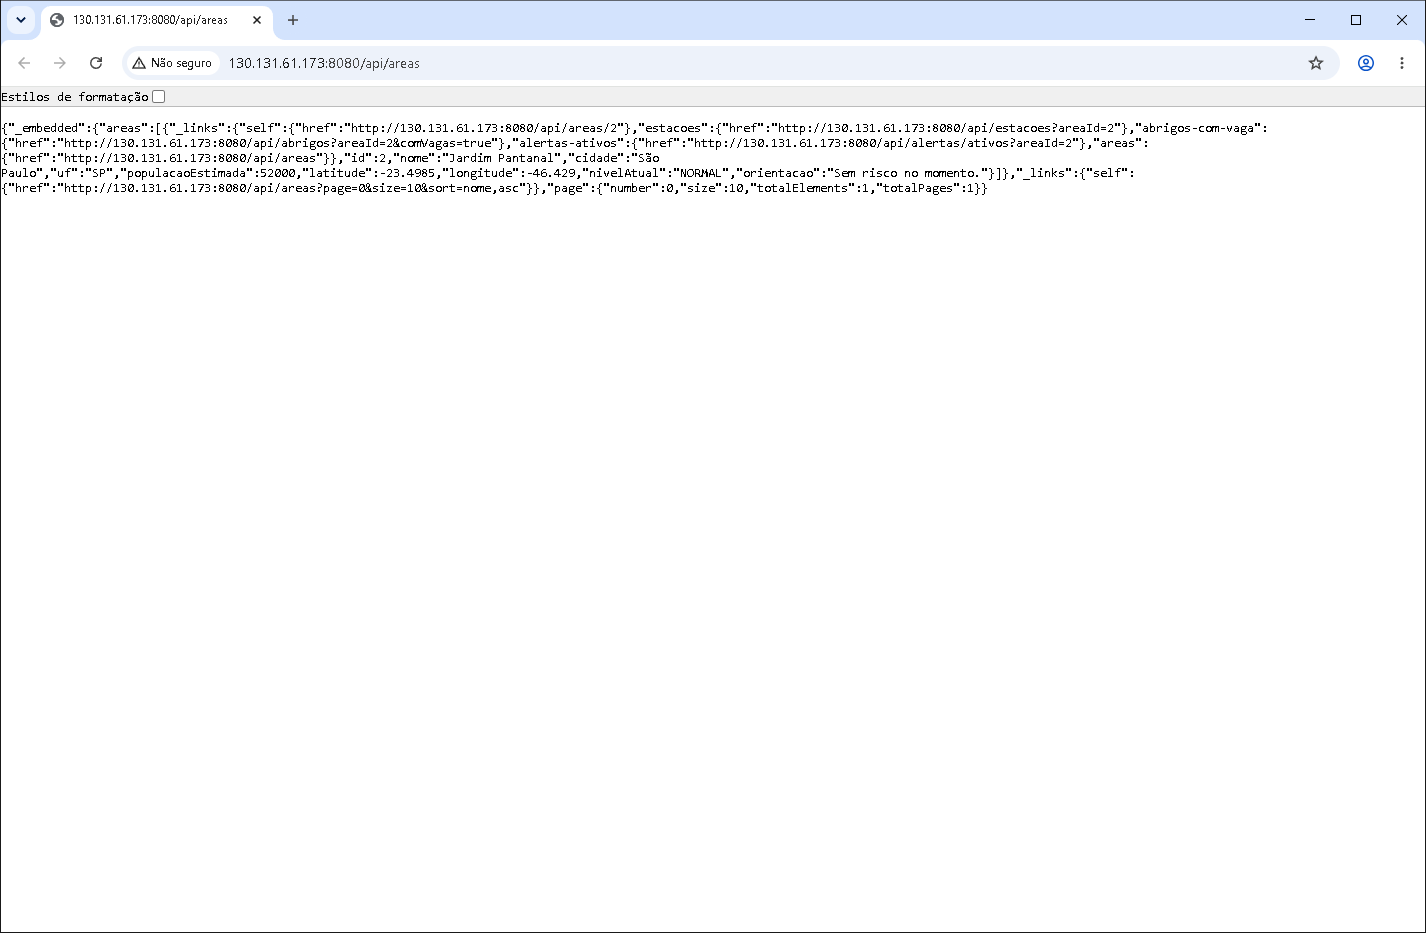 130.131.61.173:8080/api/areas
Não seguro
130.131.61.173:8080/api/areas
Estilos de formatação
{"_embedded":{"areas":[{"_links":{"self":{"href":"http://130.131.61.173:8080/api/areas/2"},"estacoes":{"href":"http://130.131.61.173:8080/api/estacoes?areaId=2"},"abrigos-com-vaga":
{"href":"http://130.131.61.173:8080/api/abrigos?areaId=2&comVagas=true"},"alertas-ativos":{"href":"http://130.131.61.173:8080/api/alertas/ativos?areaId=2"},"areas":
{"href":"http://130.131.61.173:8080/api/areas"}},"id":2,"nome":"Jardim Pantanal","cidade":"São
Paulo","uf":"SP","populacaoEstimada":52000,"latitude":-23.4985,"longitude":-46.429,"nivelAtual":"NORMAL","orientacao":"Sem risco no momento."}]},"_links":{"self":
{"href":"http://130.131.61.173:8080/api/areas?page=0&size=10&sort=nome,asc"}},"page":{"number":0,"size":10,"totalElements":1,"totalPages":1}}